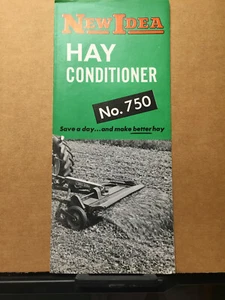 NEW IDEA
HAY
CONDITIONER
No. 750
Save a day...and make better hay